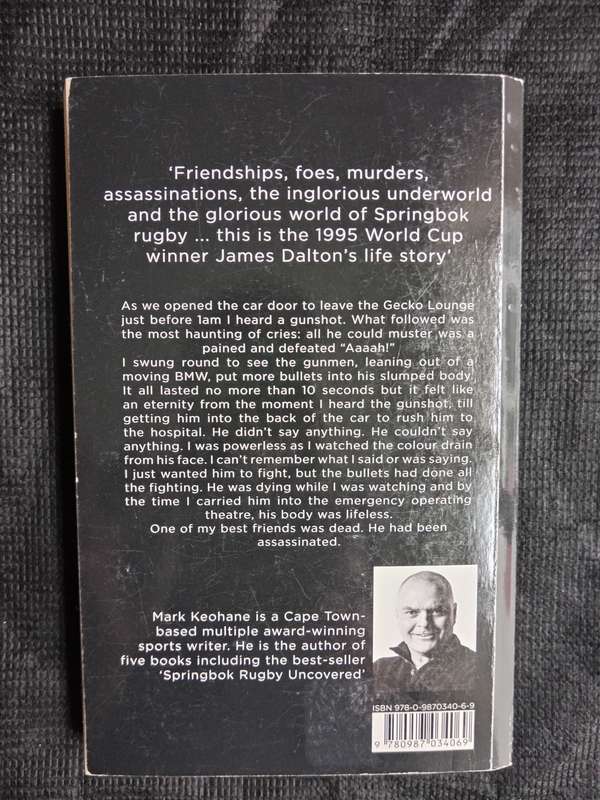 ‘Friendships, foes, murders,
assassinations, the inglorious underworld
and the glorious world of Springbok
rugby ... this is the 1995 World Cup
winner James Dalton’s life story’
As we opened the car door to leave the Gecko Lounge
just before 1am I heard a gunshot. What followed was
the most haunting of cries: all he could muster was a
pained and defeated “Aaaah!”
I swung round to see the gunmen, leaning out of a
moving BMW, put more bullets into his slumped body.
It all lasted no more than 10 seconds but it felt like
an eternity from the moment I heard the gunshot, till
getting him into the back of the car to rush him to
the hospital. He didn’t say anything. He couldn’t say
anything. I was powerless as I watched the colour drain
from his face. I can’t remember what I said or was saying.
I just wanted him to fight, but the bullets had done all
the fighting. He was dying while I was watching and by
the time I carried him into the emergency operating
theatre, his body was lifeless.
One of my best friends was dead. He had been
assassinated.
Mark Keohane is a Cape Town-
based multiple award-winning
sports writer. He is the author of
five books including the best-seller
‘Springbok Rugby Uncovered’
ISBN 978-0-9870340-6-9
9 780987 034069